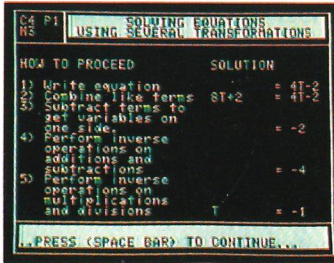 C4 P1 SOLVING EQUATIONS
N3 USING SEVERAL TRANSFORMATIONS
HOW TO PROCEED SOLUTION
1) Write equation = 4T-2
2) Combine like terms 8T+2 = 4T-2
3) Subtract terms to
get variables on
one side. = -2
4) Perform inverse
operations on
additions and
subtractions = -4
5) Perform inverse
operations on
multiplications
and divisions T = -1
..PRESS (SPACE BAR) TO CONTINUE...